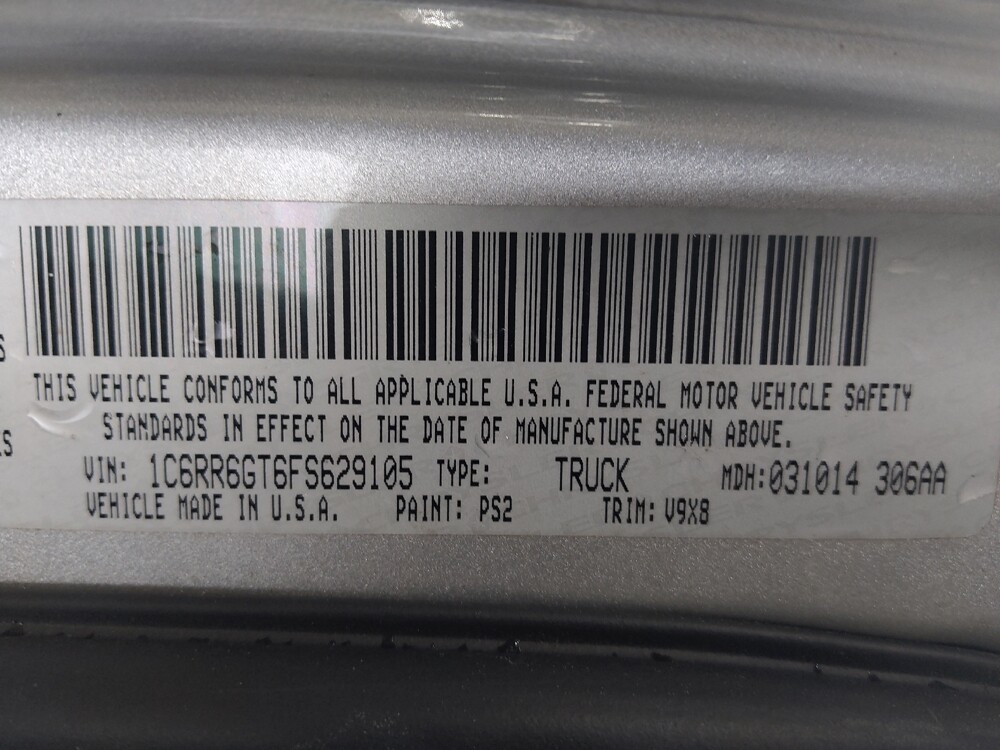 S
THIS VEHICLE CONFORMS TO ALL APPLICABLE U.S.A. FEDERAL MOTOR VEHICLE SAFETY
STANDARDS IN EFFECT ON THE DATE OF MANUFACTURE SHOWN ABOVE.
KS
VIN: 1C6RR6GT6FS629105 TYPE: TRUCK MDH:031014 306AA
VEHICLE MADE IN U.S.A. PAINT: PS2 TRIM: V9X8